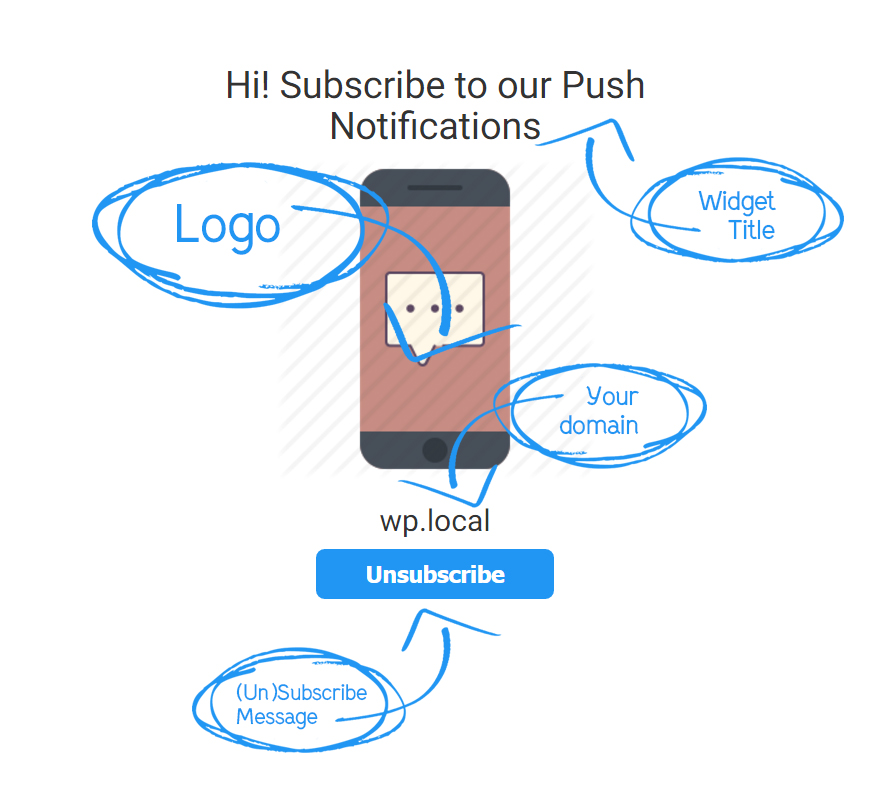 Hi! Subscribe to our Push
Notifications
Logo
Widget
Title
Your
domain
wp.local
Unsubscribe
(Un)Subscribe
Message